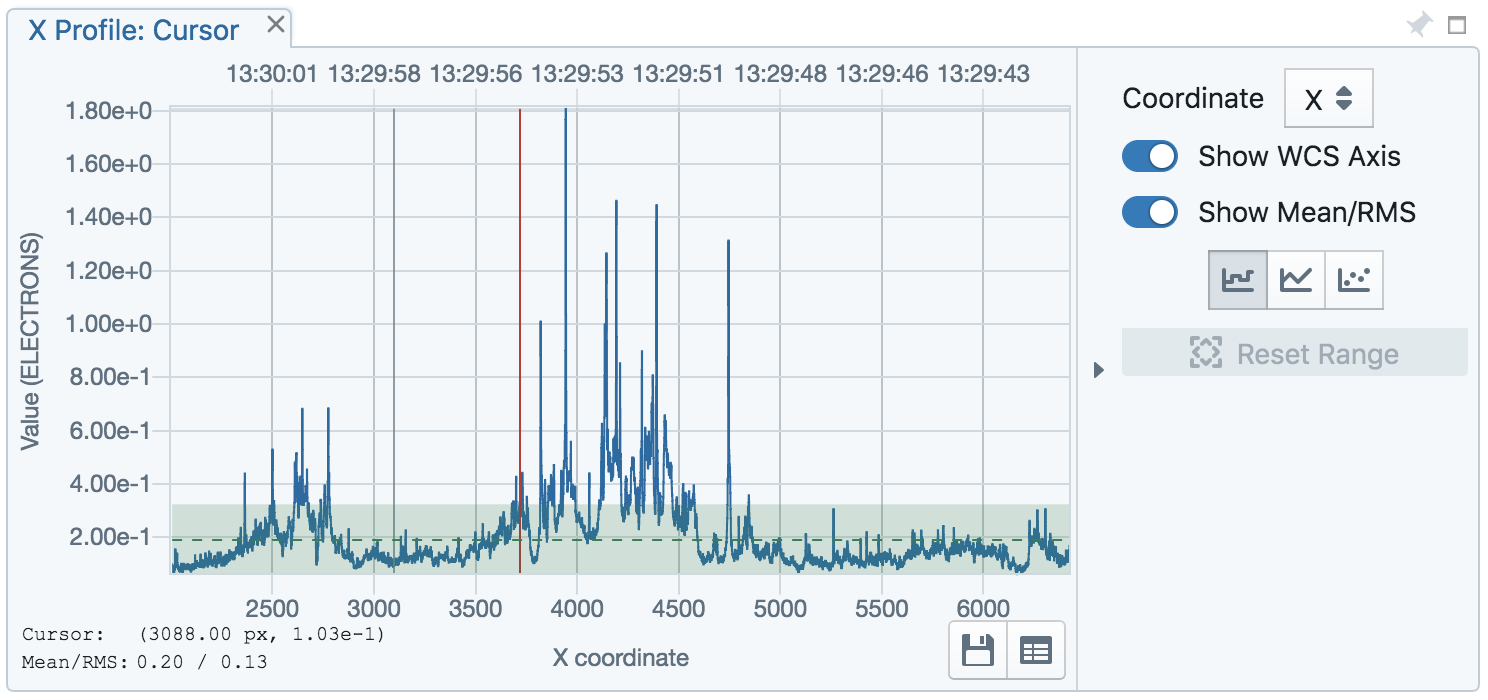 X Profile: Cursor
13:30:01 13:29:58 13:29:56 13:29:53 13:29:51 13:29:48 13:29:46 13:29:43
Value (ELECTRONS)
1.80e+0
1.60e+0
1.40e+0
1.20e+0
1.00e+0
8.00e-1
6.00e-1
4.00e-1
2.00e-1
2500 3000 3500 4000 4500 5000 5500 6000
X coordinate
Cursor: (3088.00 px, 1.03e-1)
Mean/RMS: 0.20 / 0.13
Coordinate X
Show WCS Axis
Show Mean/RMS
Reset Range